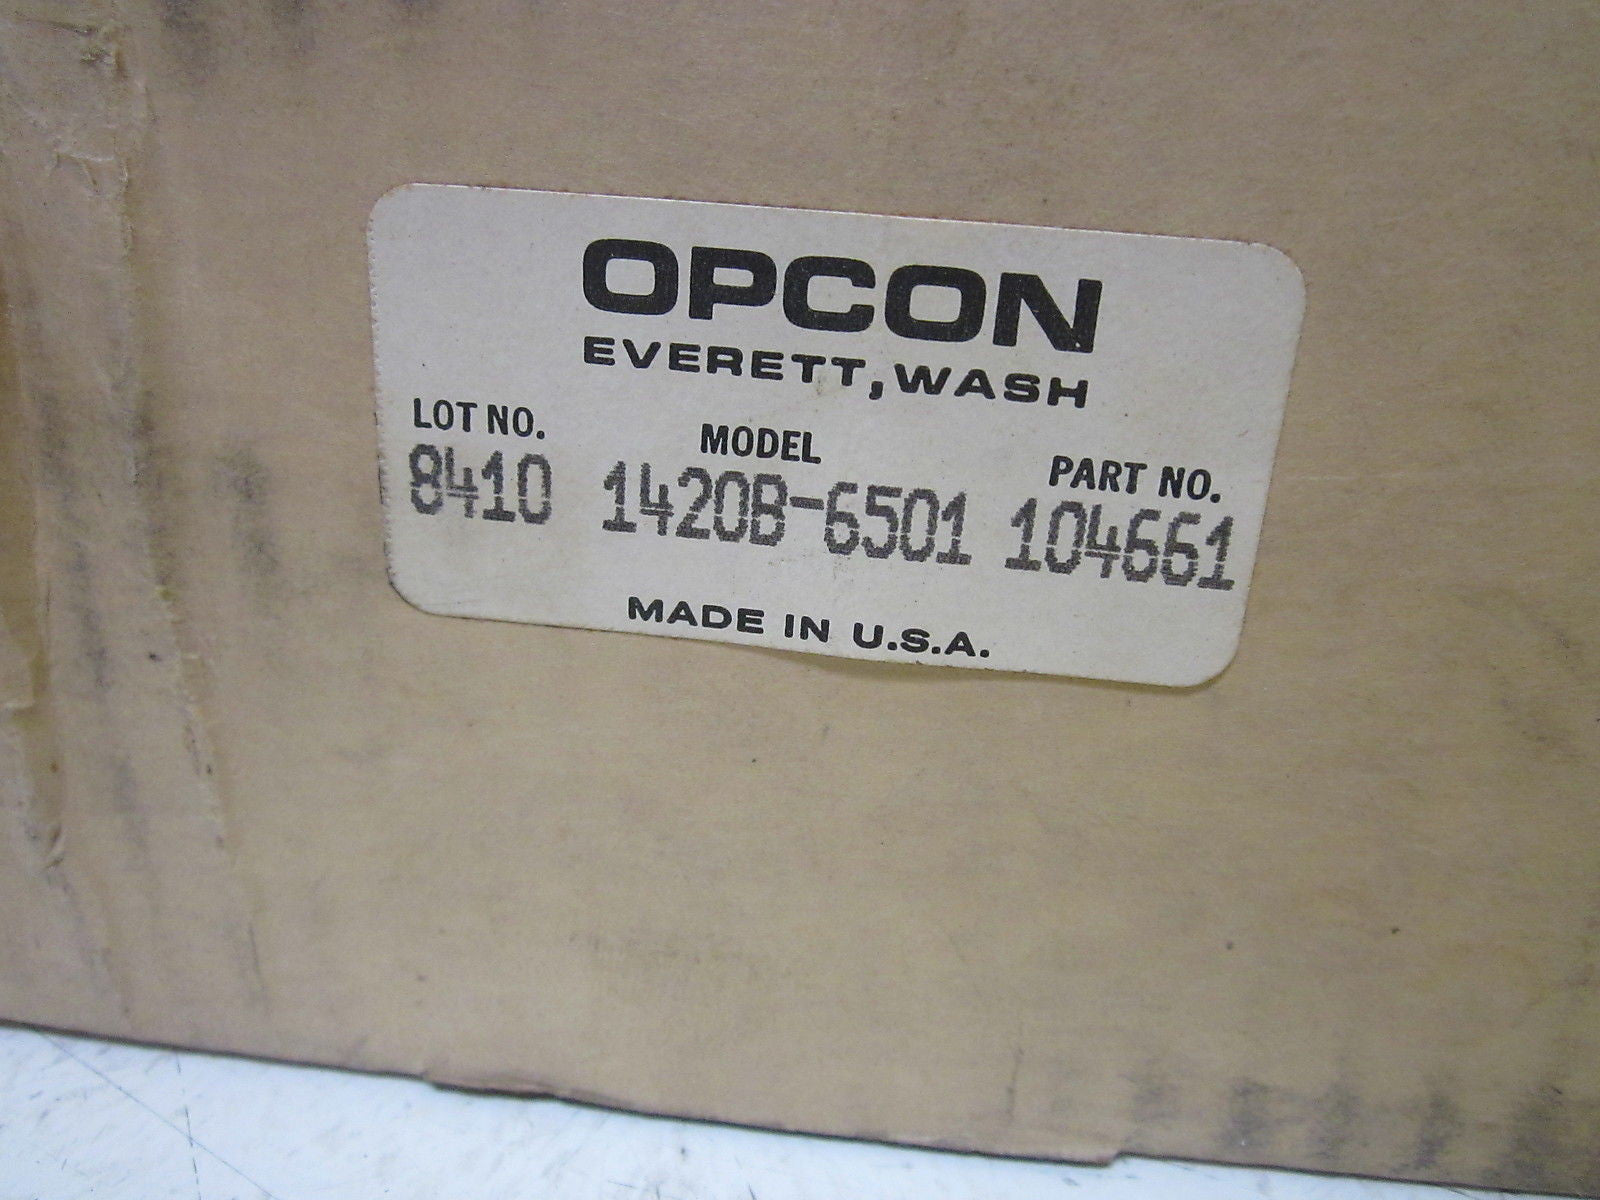 OPCON
EVERETT, WASH
LOT NO. MODEL PART NO.
8410 1420B-6501 104661
MADE IN U.S.A.